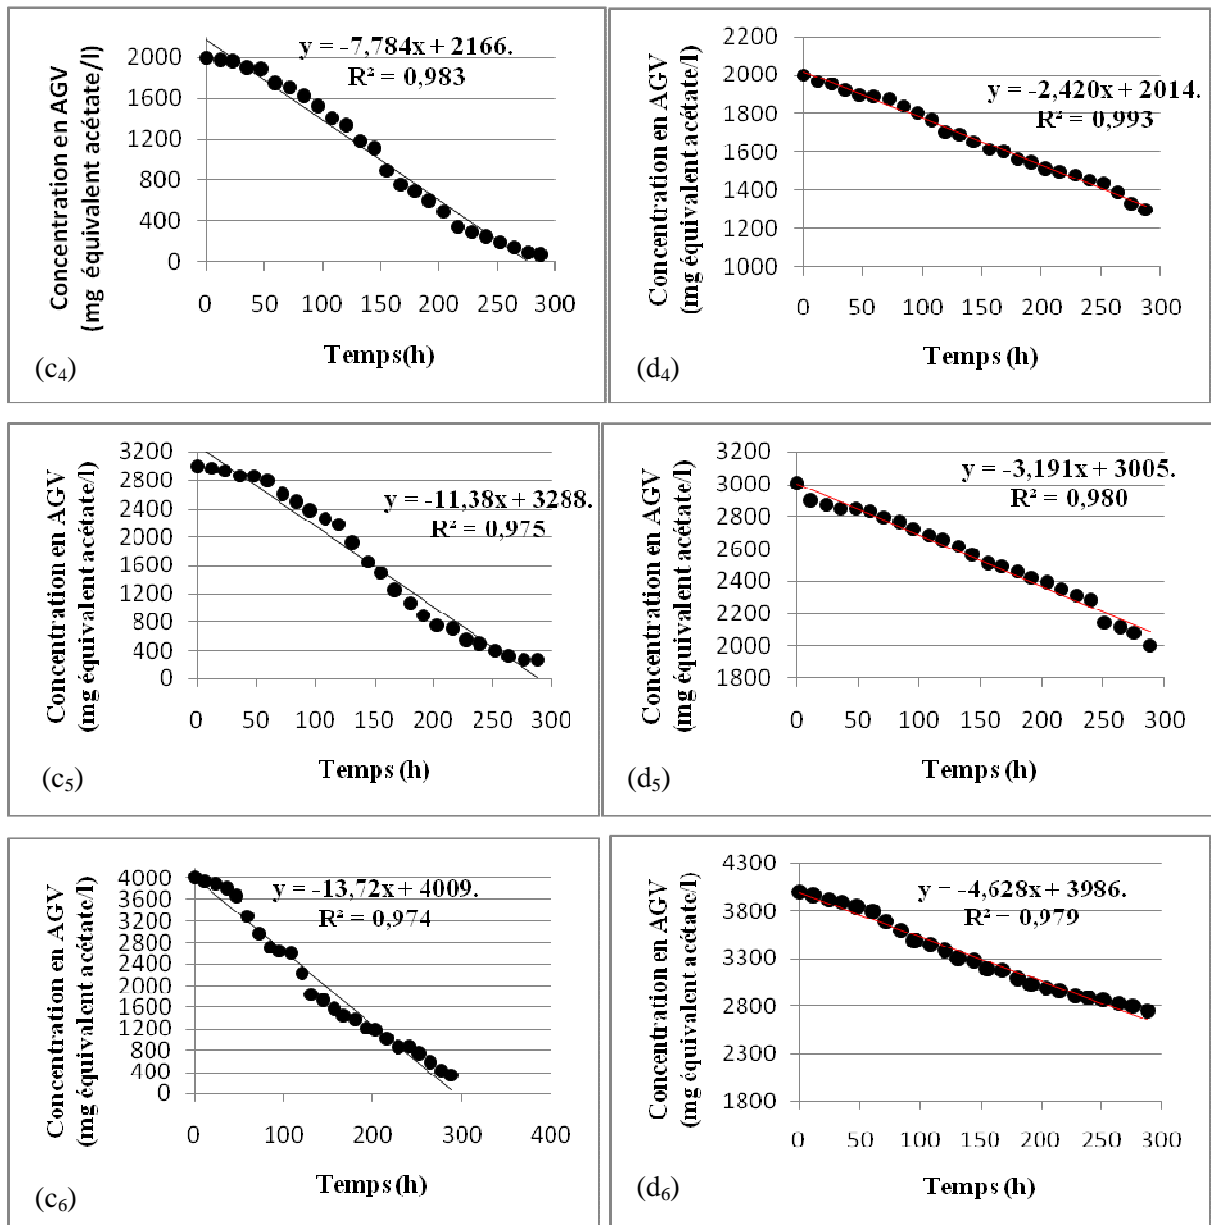 Concentration en AGV
(mg équivalent acétate/l)
2000
1600
1200
800
400
0
y = -7,784x + 2166.
R² = 0,983
0 50 100 150 200 250 300
Temps(h)
(c4)
Concentration en AGV
(mg équivalent acétate/l)
2200
2000
1800
1600
1400
1200
1000
y = -2,420x + 2014.
R² = 0,993
0 50 100 150 200 250 300
Temps (h)
(d4)
Concentration en AGV
(mg équivalent acétate/l)
3200
2800
2400
2000
1600
1200
800
400
0
y = -11,38x + 3288.
R² = 0,975
0 50 100 150 200 250 300
Temps (h)
(c5)
Concentration en AGV
(mg équivalent acétate/l)
3200
3000
2800
2600
2400
2200
2000
1800
y = -3,191x + 3005.
R² = 0,980
0 50 100 150 200 250 300
Temps (h)
(d5)
Concentration en AGV
(mg équivalent acétate/l)
4000
3600
3200
2800
2400
2000
1600
1200
800
400
0
y = -13,72x + 4009.
R² = 0,974
0 100 200 300 400
Temps (h)
(c6)
Concentration en AGV
(mg équivalent acétate/l)
4300
3800
3300
2800
2300
1800
y = -4,628x + 3986.
R² = 0,979
0 50 100 150 200 250 300
Temps (h)
(d6)